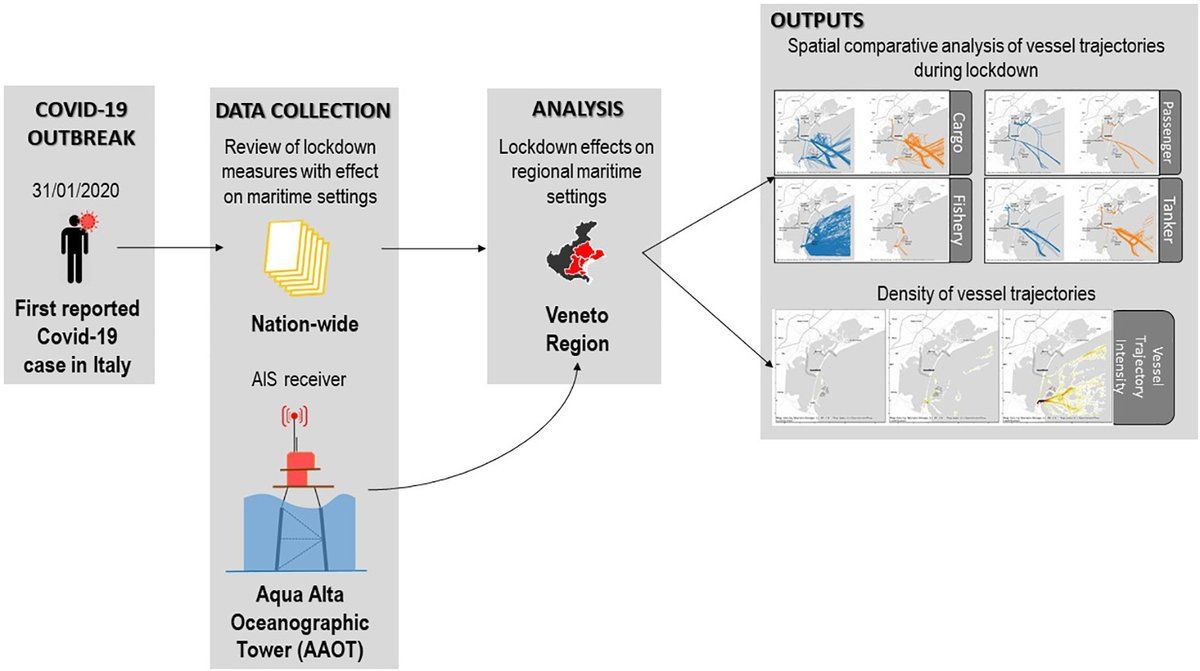 COVID-19
OUTBREAK
31/01/2020
First reported
Covid-19
case in Italy
DATA COLLECTION
Review of lockdown
measures with effect
on maritime settings
Nation-wide
AIS receiver
Aqua Alta
Oceanographic
Tower (AAOT)
ANALYSIS
Lockdown effects on
regional maritime
settings
Veneto
Region
OUTPUTS
Spatial comparative analysis of vessel trajectories
during lockdown
Cargo
Passenger
Fishery
Tanker
Density of vessel trajectories
Vessel
Trajectory
Intensity